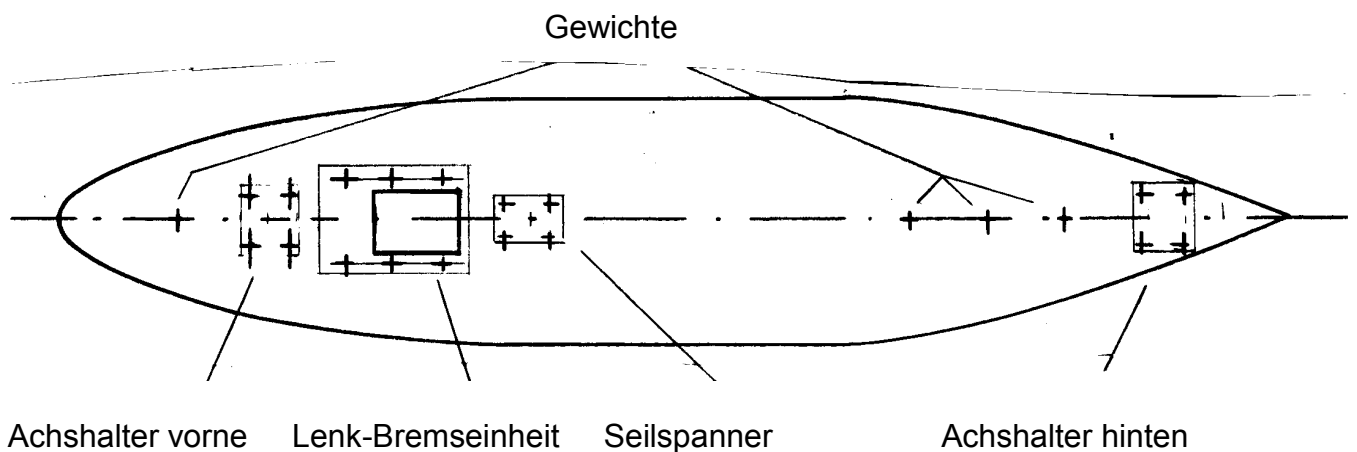 Gewichte
Achshalter vorne
Lenk-Bremseinheit
Seilspanner
Achshalter hinten